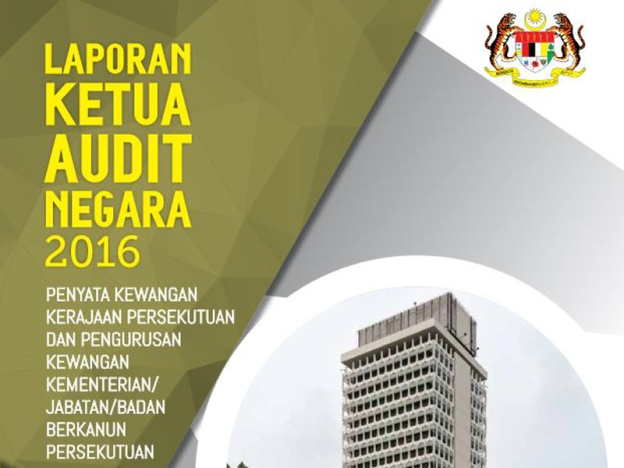 LAPORAN
KETUA
AUDIT
NEGARA
2016
PENYATA KEWANGAN
KERAJAAN PERSEKUTUAN
DAN PENGURUSAN
KEWANGAN
KEMENTERIAN/
JABATAN/BADAN
BERKANUN
PERSEKUTUAN